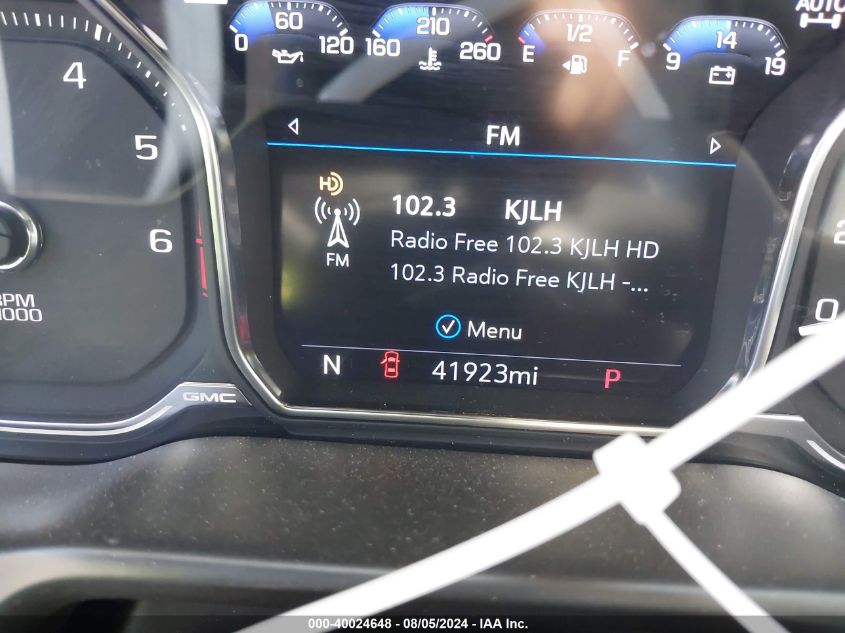 0 60 120
160 210 260
E 1/2 F
9 14 19
AUTO
4
5
6
RPM
FM
HD
FM
102.3 KJLH
Radio Free 102.3 KJLH HD
102.3 Radio Free KJLH -...
Menu
N 41923mi P
GMC
0
000-40024648 - 08/05/2024 - IAA Inc.